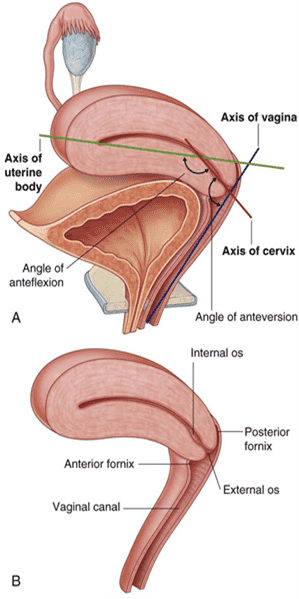 Axis of vagina
Axis of
uterine
body
Axis of cervix
Angle of
anteflexion
Angle of anteversion
A
Internal os
Posterior
fornix
Anterior fornix
External os
Vaginal canal
B